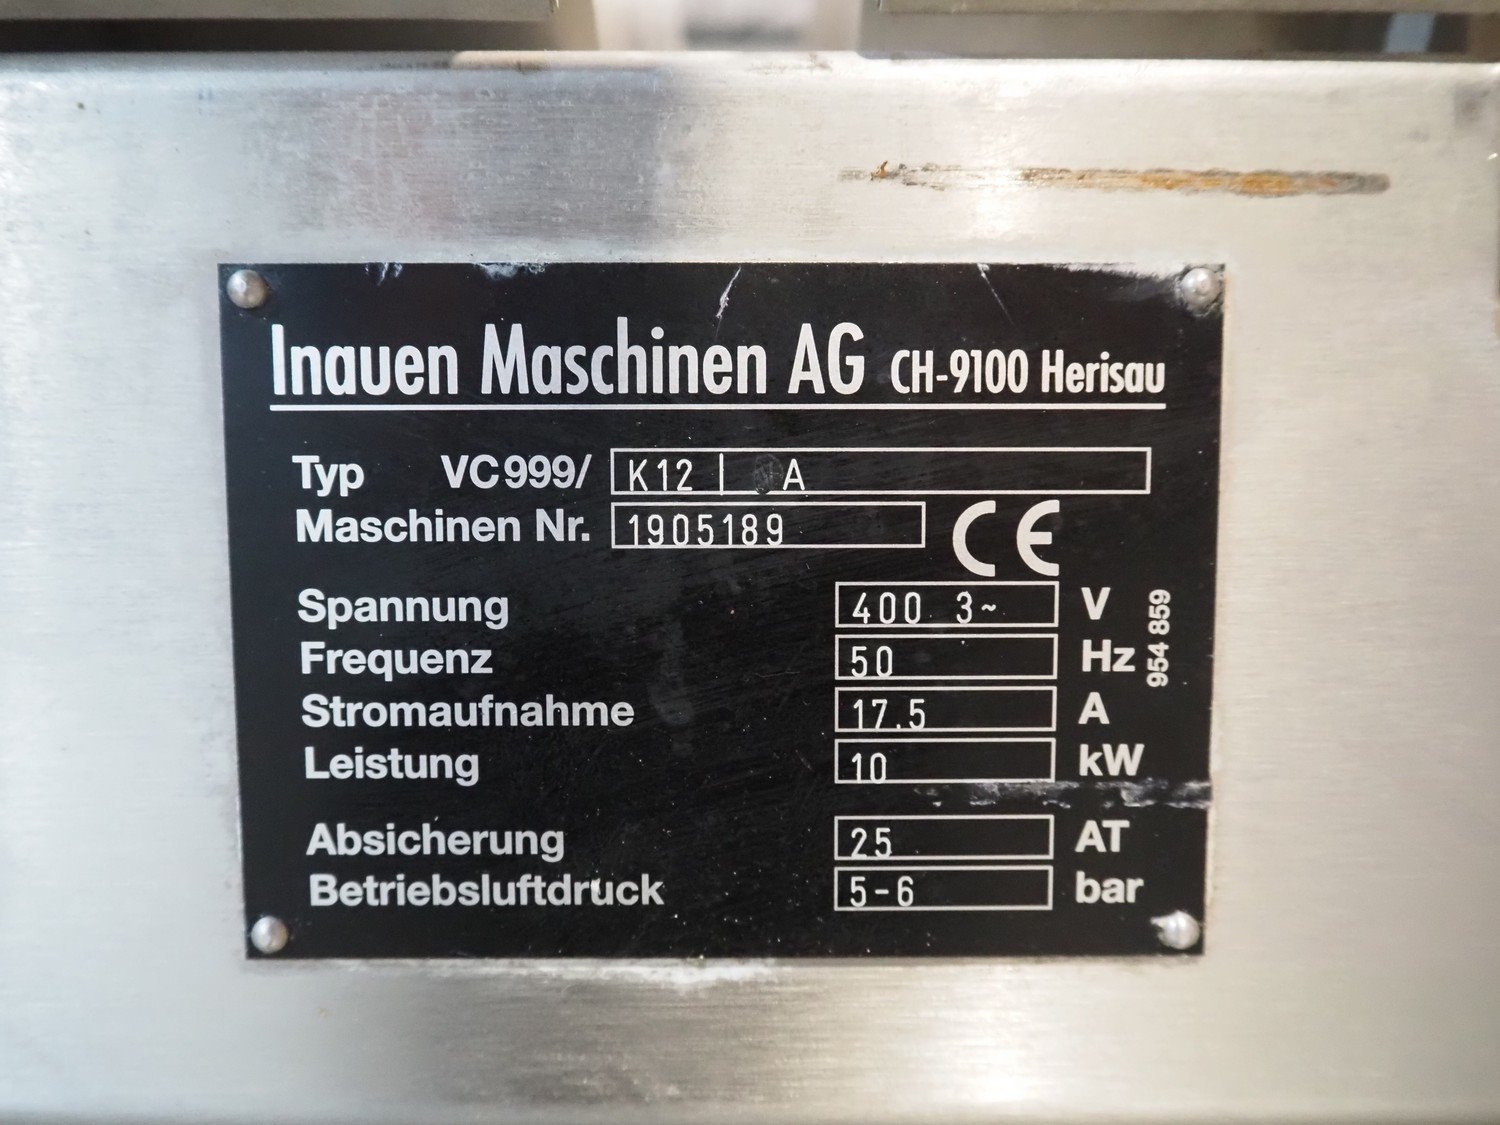 Inauen Maschinen AG CH-9100 Herisau
Typ VC999/ K12 | A
Maschinen Nr. 1905189
CE
Spannung 400 3~ V
Frequenz 50 Hz
Stromaufnahme 17.5 A
Leistung 10 kW
954 859
Absicherung 25 AT
Betriebsluftdruck 5-6 bar